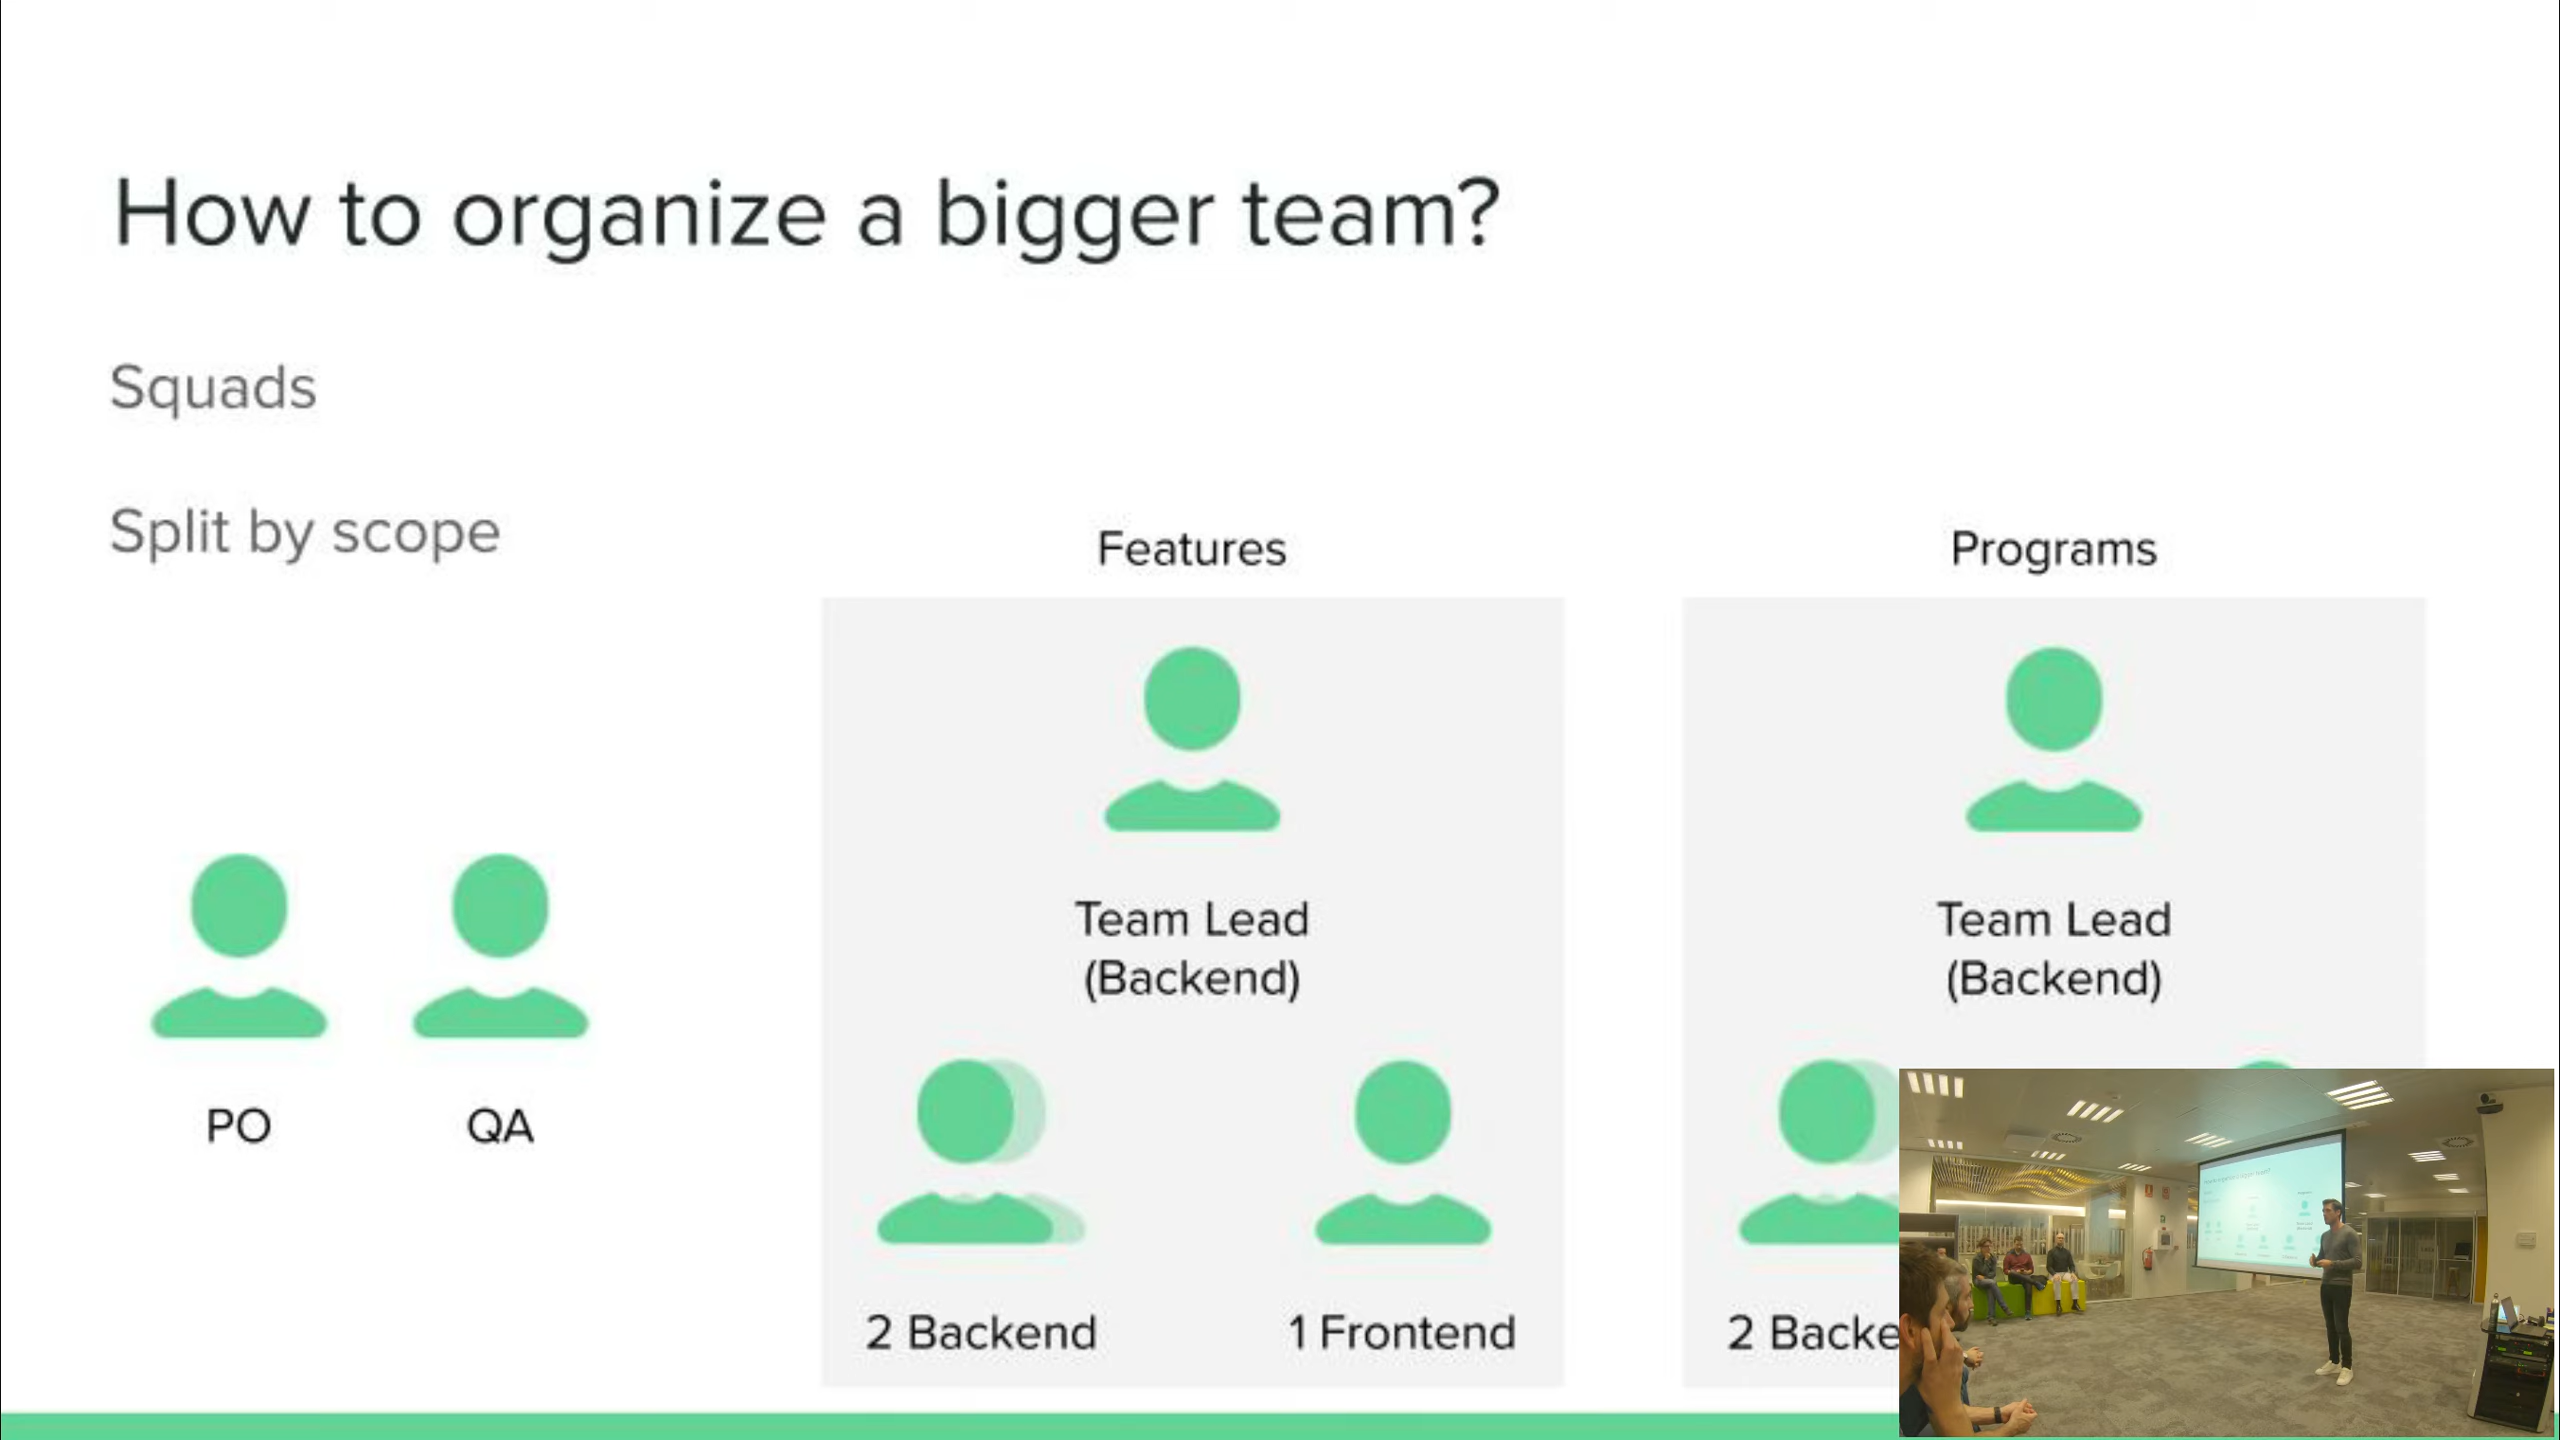 How to organize a bigger team?
Squads
Split by scope
Features
Programs
Team Lead
(Backend)
Team Lead
(Backend)
PO
QA
2 Backend
1 Frontend
2